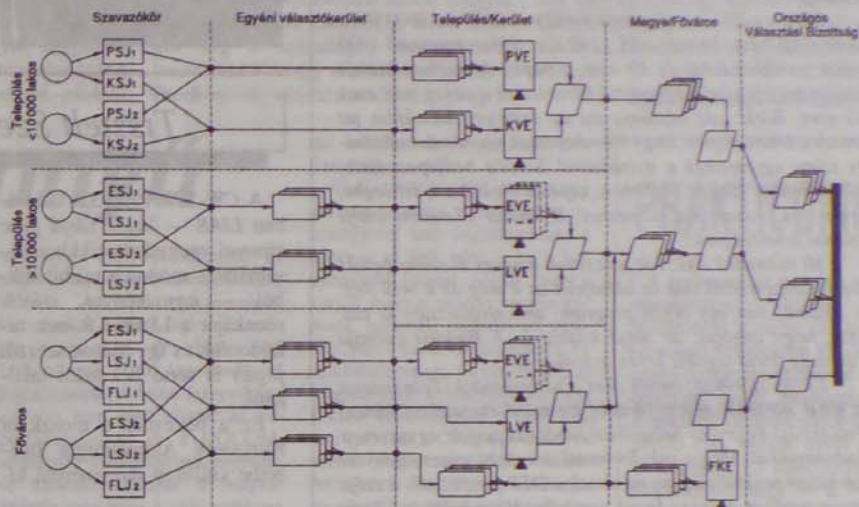 Szavazókör
Egyéni választókerület
Település/Kerület
Megye/Főváros
Országos
Választási Bizottság
Település
<10 000 lakos
PSJ1
KSJ1
PSJ2
KSJ2
PVE
KVE
Település
>10 000 lakos
ESJ1
LSJ1
ESJ2
LSJ2
EVE
LVE
Főváros
ESJ1
LSJ1
FLJ1
ESJ2
LSJ2
FLJ2
EVE
LVE
FKE